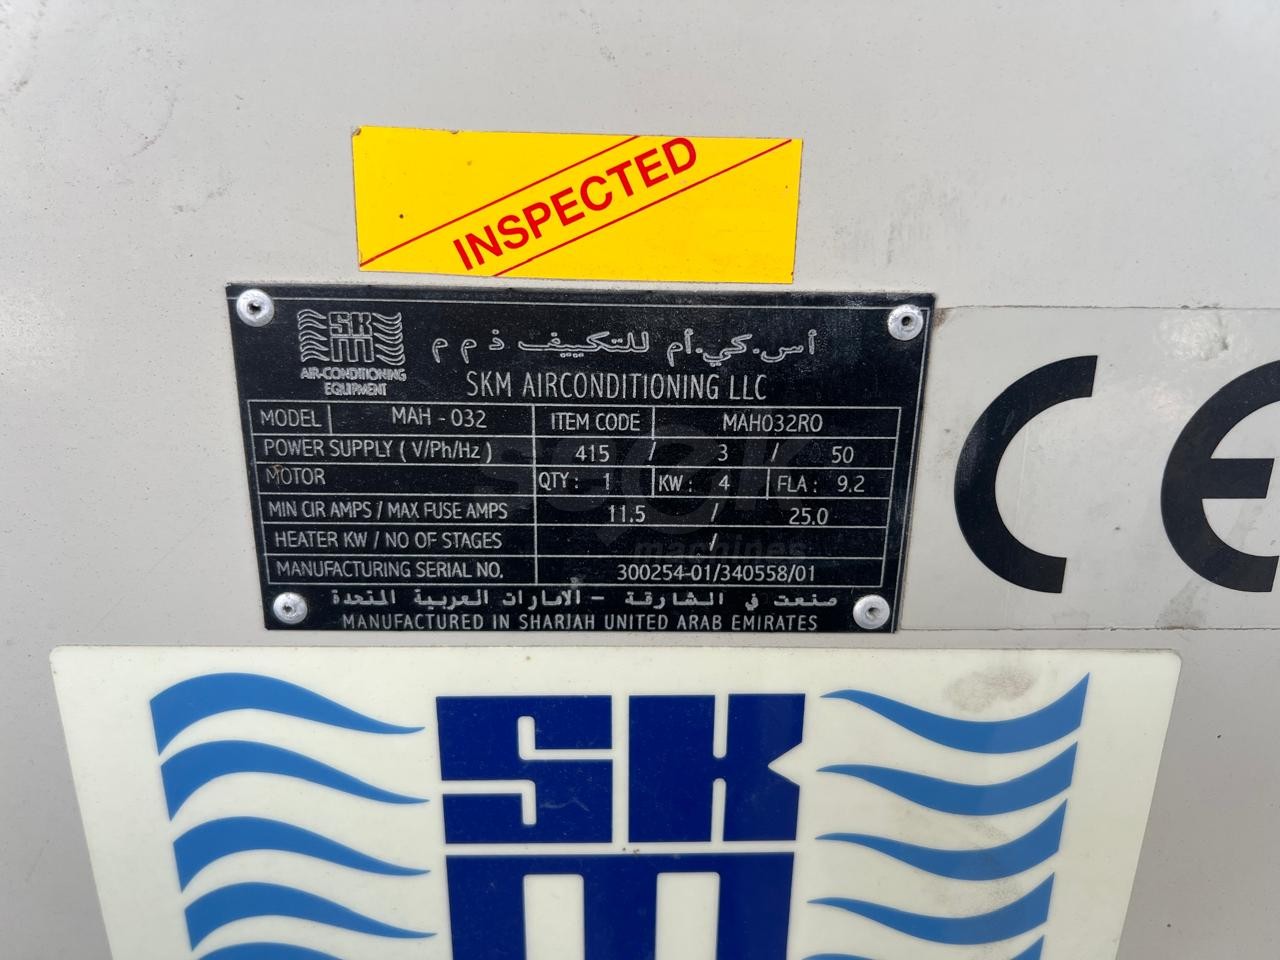 INSPECTED
SKM
AIR-CONDITIONING
EQUIPMENT
أس.كي.أم للتكييف ذ م م
SKM AIRCONDITIONING LLC
MODEL MAH - 032 ITEM CODE MAH032RO
POWER SUPPLY ( V/Ph/Hz ) 415 / 3 / 50
MOTOR QTY : 1 KW : 4 FLA : 9.2
MIN CIR AMPS / MAX FUSE AMPS 11.5 / 25.0
HEATER KW / NO OF STAGES /
MANUFACTURING SERIAL NO. 300254-01/340558/01
صنعت في الشارقة - الامارات العربية المتحدة
MANUFACTURED IN SHARJAH UNITED ARAB EMIRATES
CE
seek
machines
SK
M